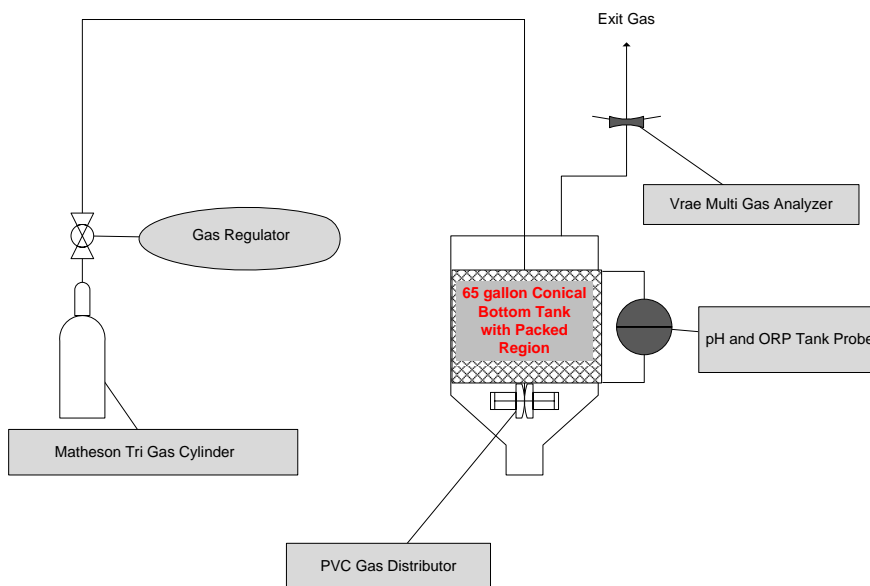 Exit Gas
Vrae Multi Gas Analyzer
Gas Regulator
65 gallon Conical
Bottom Tank
with Packed
Region
pH and ORP Tank Probe
Matheson Tri Gas Cylinder
PVC Gas Distributor